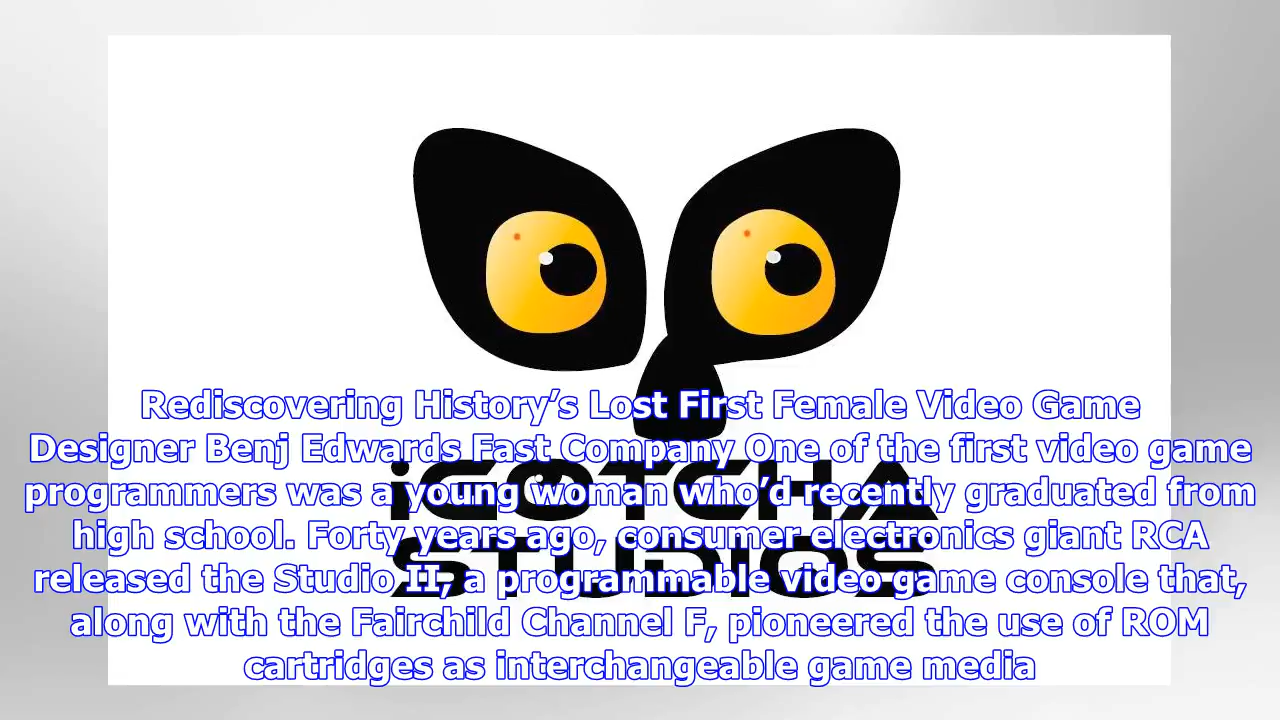 Rediscovering History’s Lost First Female Video Game
Designer Benj Edwards Fast Company One of the first video game
programmers was a young woman who’d recently graduated from
high school. Forty years ago, consumer electronics giant RCA
released the Studio II, a programmable video game console that,
along with the Fairchild Channel F, pioneered the use of ROM
cartridges as interchangeable game media
iGOTCHA
STUDIOS